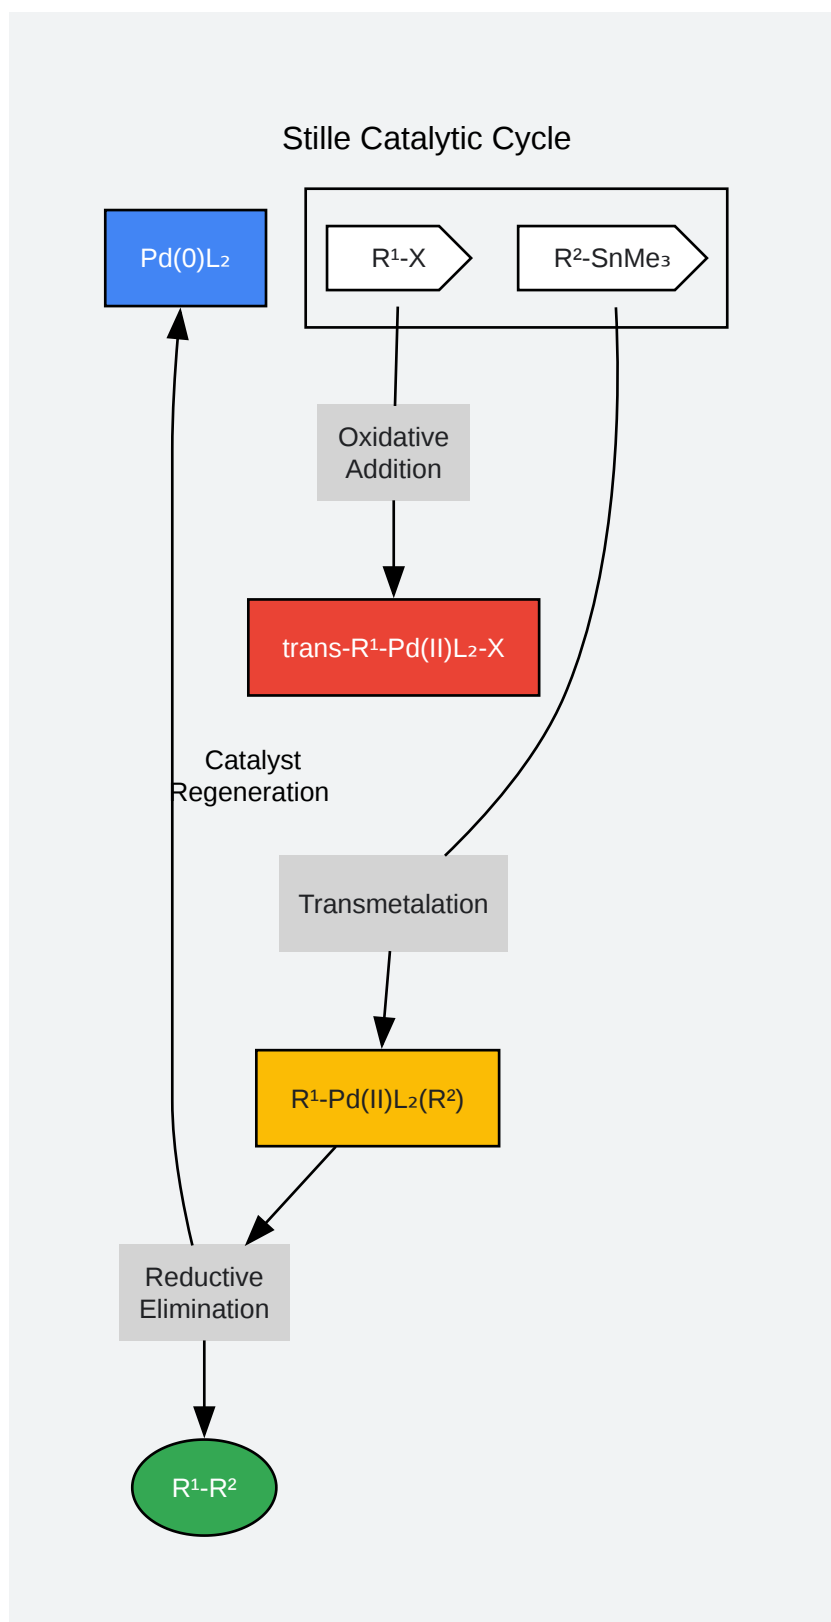 Stille Catalytic Cycle
Pd(0)L₂
R¹-X
R²-SnMe₃
Oxidative
Addition
trans-R¹-Pd(II)L₂-X
Catalyst
Regeneration
Transmetalation
R¹-Pd(II)L₂(R²)
Reductive
Elimination
R¹-R²